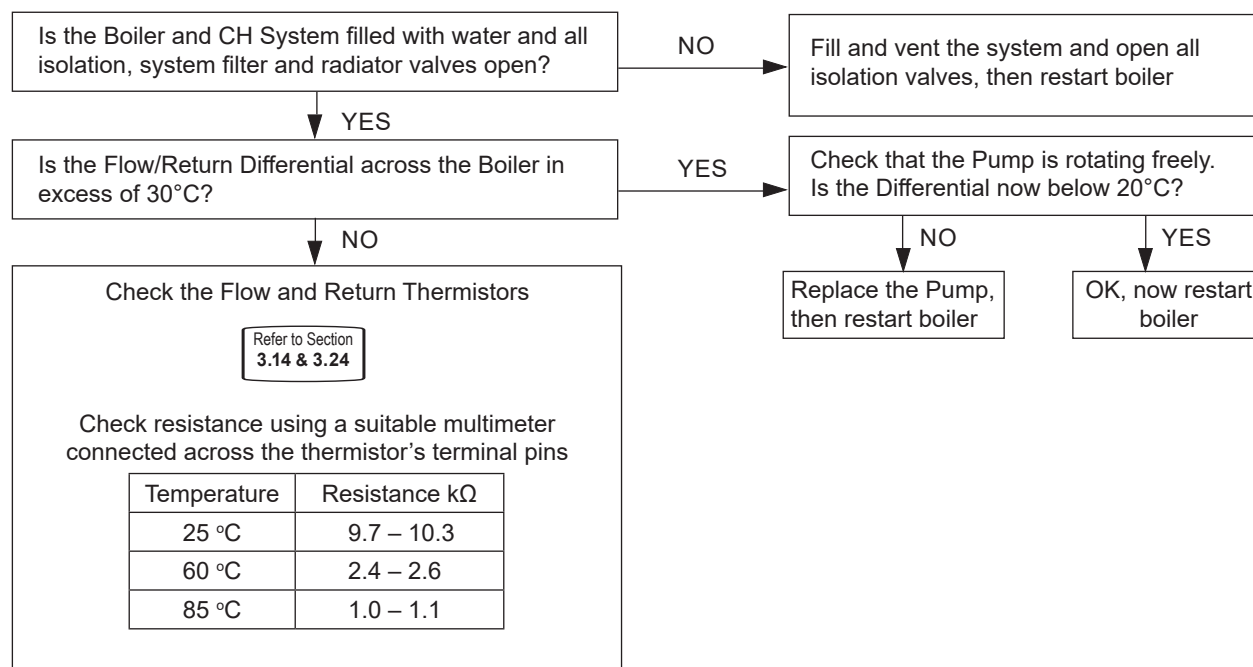 Is the Boiler and CH System filled with water and all
isolation, system filter and radiator valves open?
NO
Fill and vent the system and open all
isolation valves, then restart boiler
YES
Is the Flow/Return Differential across the Boiler in
excess of 30°C?
YES
Check that the Pump is rotating freely.
Is the Differential now below 20°C?
NO
NO
YES
Replace the Pump,
then restart boiler
OK, now restart
boiler
Check the Flow and Return Thermistors
Refer to Section
3.14 & 3.24
Check resistance using a suitable multimeter
connected across the thermistor’s terminal pins
Temperature Resistance kΩ
25 °C 9.7 – 10.3
60 °C 2.4 – 2.6
85 °C 1.0 – 1.1